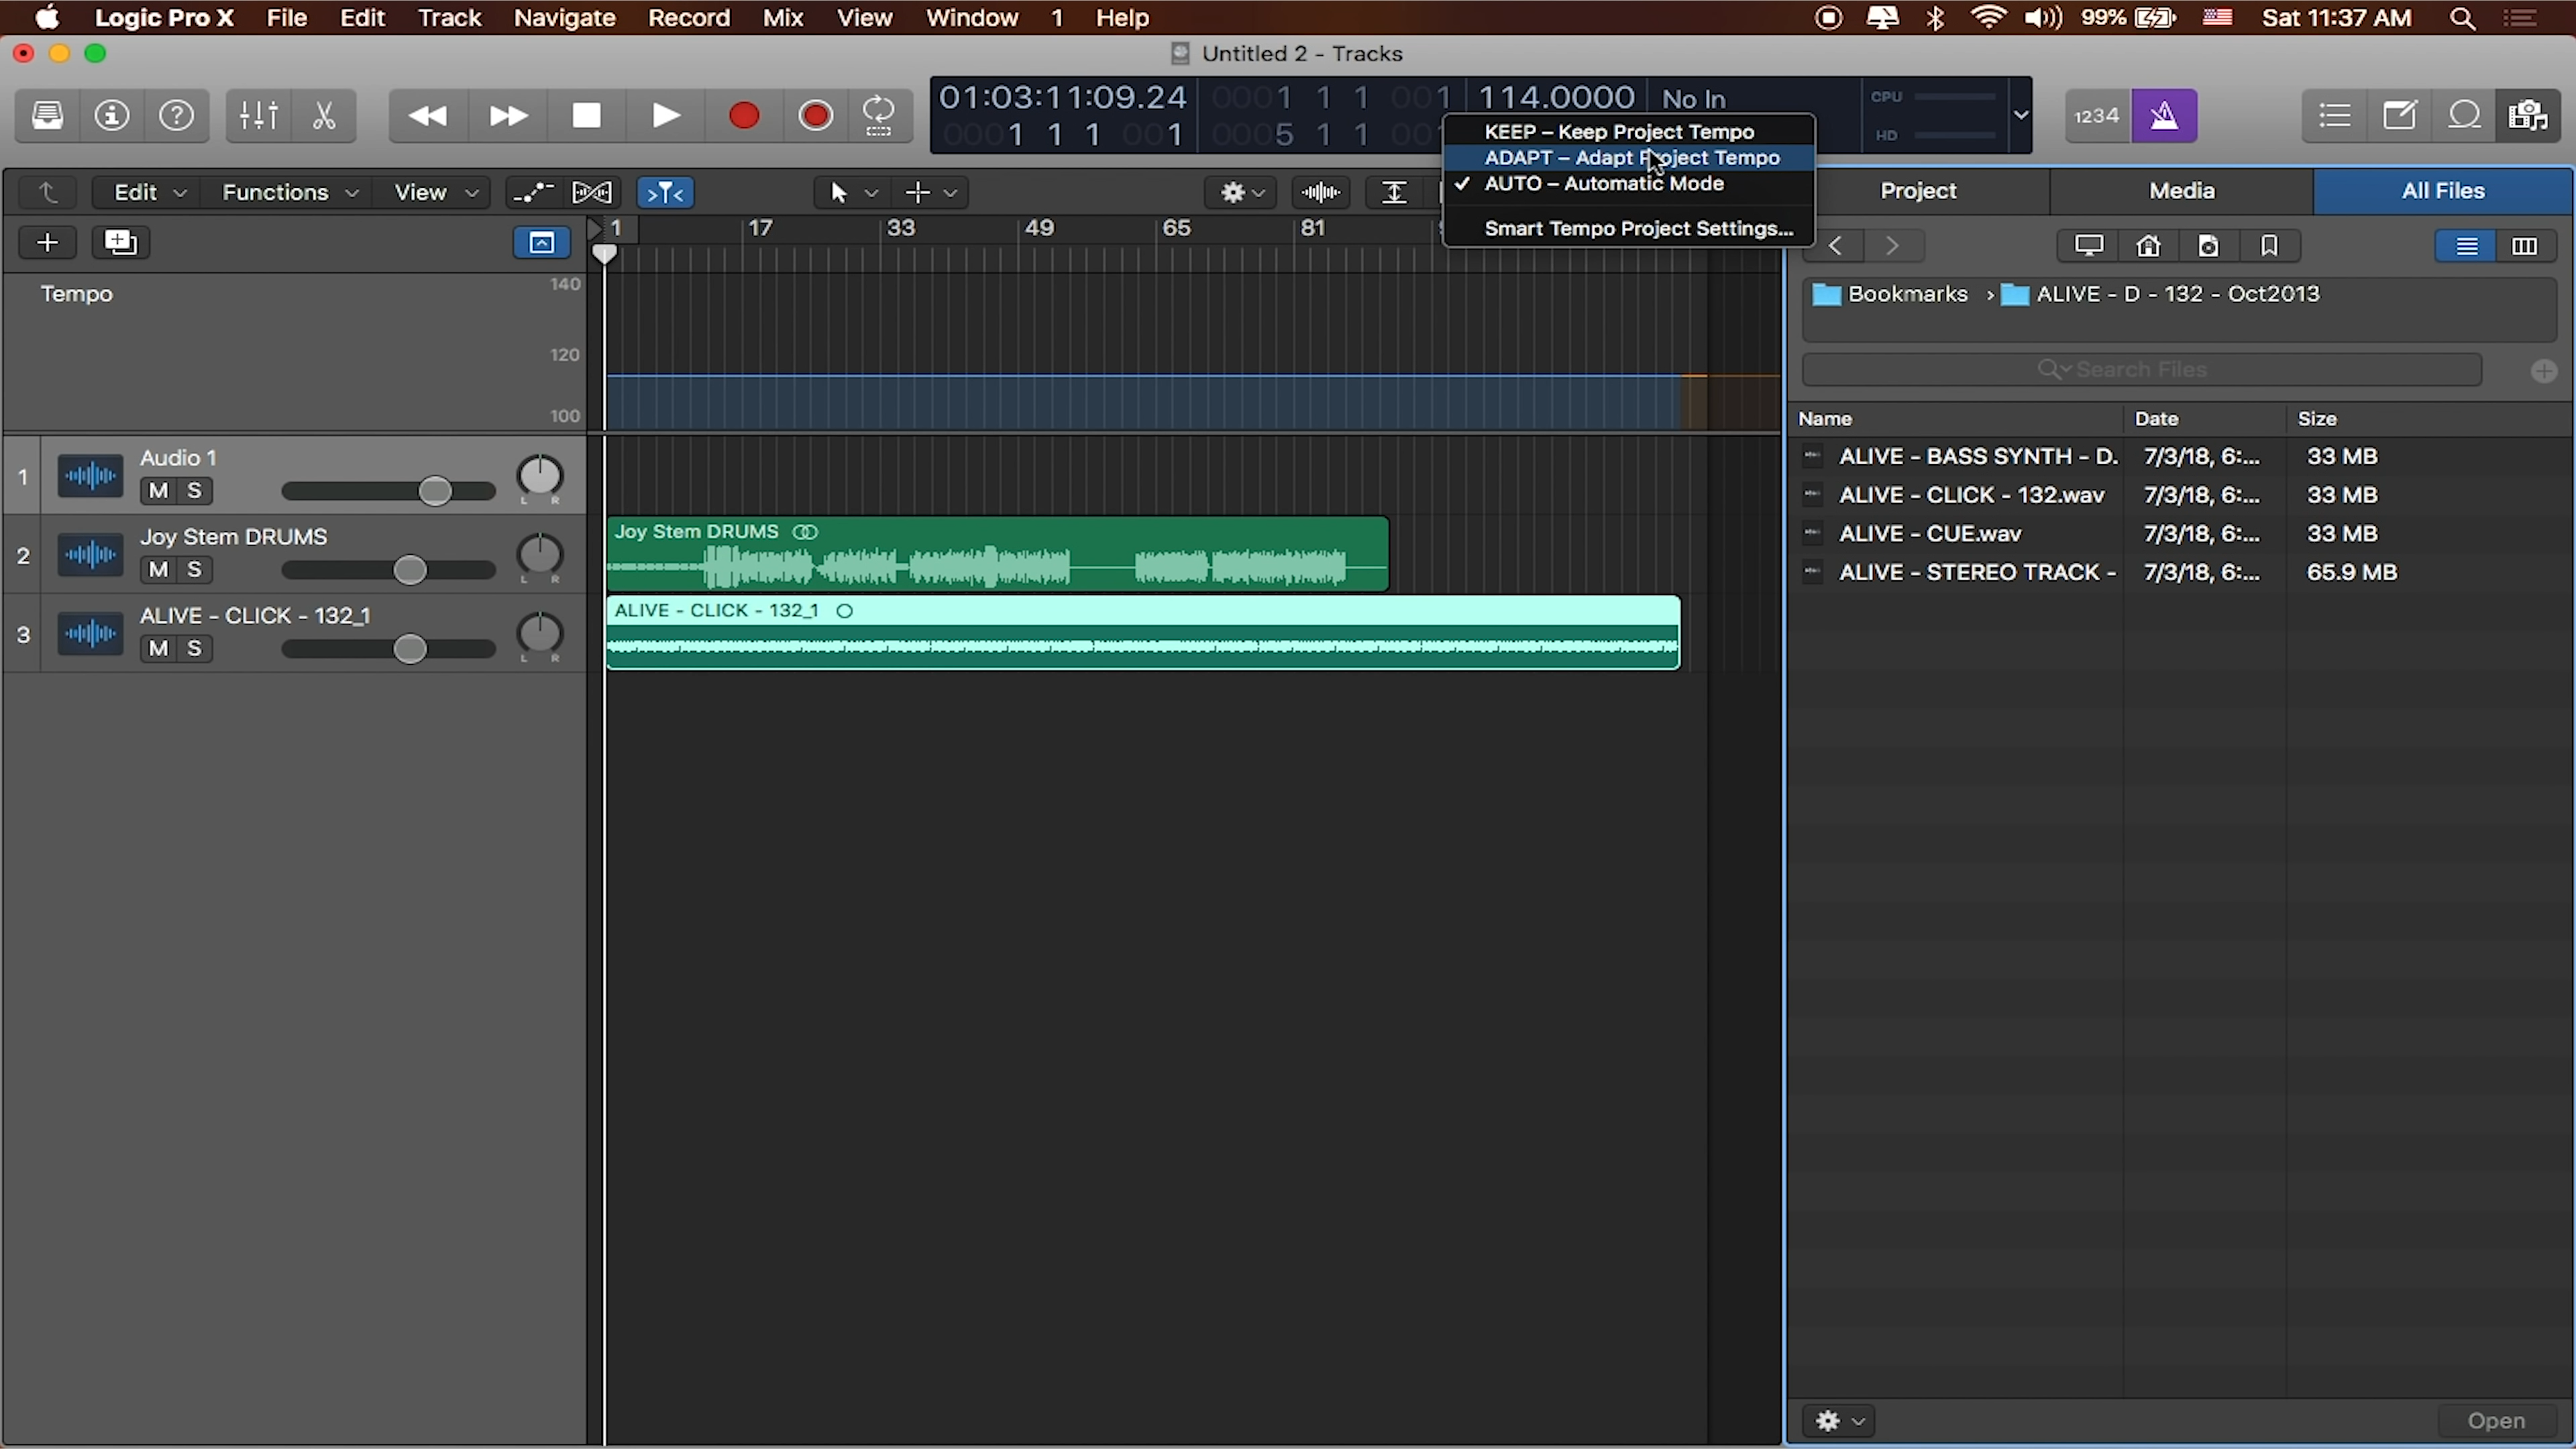 Logic Pro X File Edit Track Navigate Record Mix View Window 1 Help 99% Sat 11:37 AM
Untitled 2 - Tracks
01:03:11:09.24 0001 1 1 001 114.0000 No In CPU
0001 1 1 001 0005 1 1 HD
1234
KEEP – Keep Project Tempo
ADAPT – Adapt Project Tempo
✓ AUTO – Automatic Mode
Smart Tempo Project Settings...
Edit Functions View
Project Media All Files
1 17 33 49 65 81
Tempo
140
120
100
Bookmarks › ALIVE - D - 132 - Oct2013
Search Files
Name Date Size
ALIVE - BASS SYNTH - D. 7/3/18, 6:... 33 MB
ALIVE - CLICK - 132.wav 7/3/18, 6:... 33 MB
ALIVE - CUE.wav 7/3/18, 6:... 33 MB
ALIVE - STEREO TRACK - 7/3/18, 6:... 65.9 MB
1 Audio 1
M S L R
2 Joy Stem DRUMS
M S L R
Joy Stem DRUMS
3 ALIVE - CLICK - 132_1
M S L R
ALIVE - CLICK - 132_1
Open